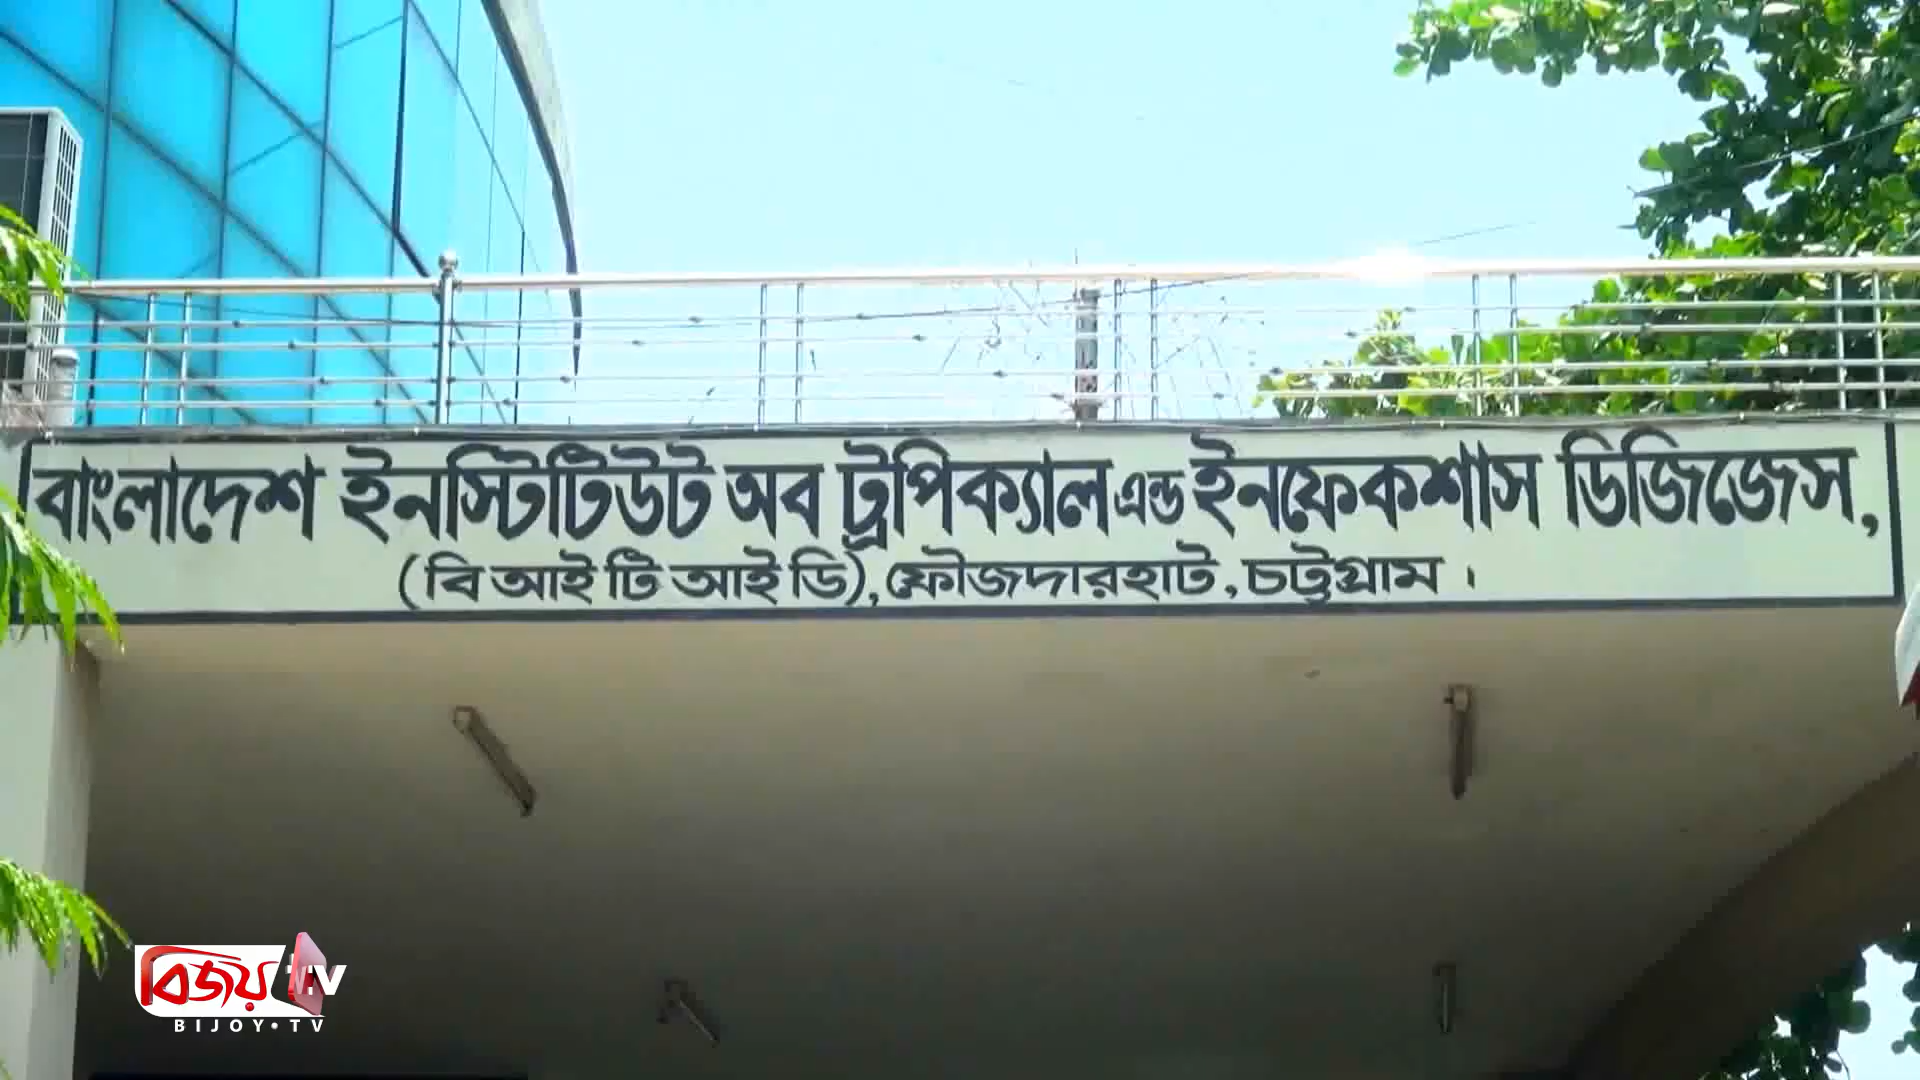 বাংলাদেশ ইনস্টিটিউট অব ট্রপিক্যাল এন্ড ইনফেকশাস ডিজিজেস,
(বি আই টি আই ডি), ফৌজদারহাট, চট্টগ্রাম।
বিজয় TV
BIJOY•TV